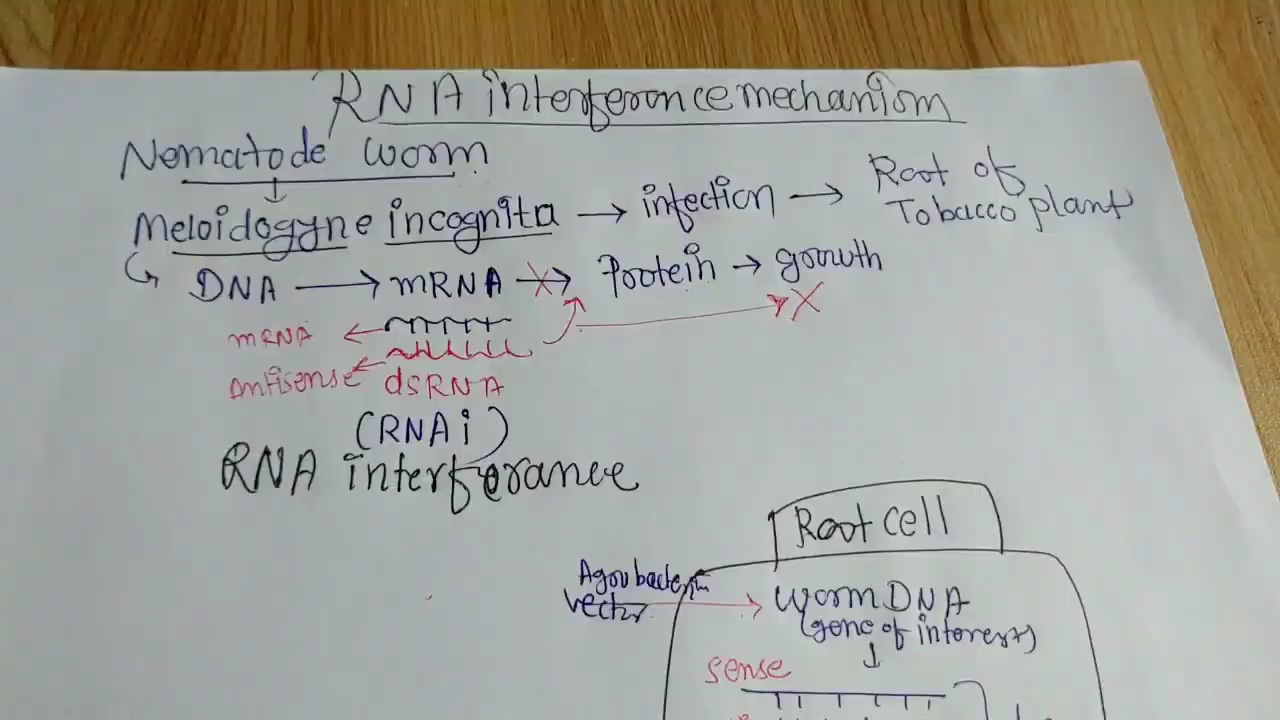 RNA interference mechanism
Nematode worm
↓
Meloidogyne incognita → infection → Root of
Tobacco plant
DNA → mRNA → Protein → growth
X
mRNA ←
antisense ← dsRNA
(RNAi)
RNA interferance
Root cell
Agrobacterium
vector → worm DNA
(gene of interest)
↓
sense